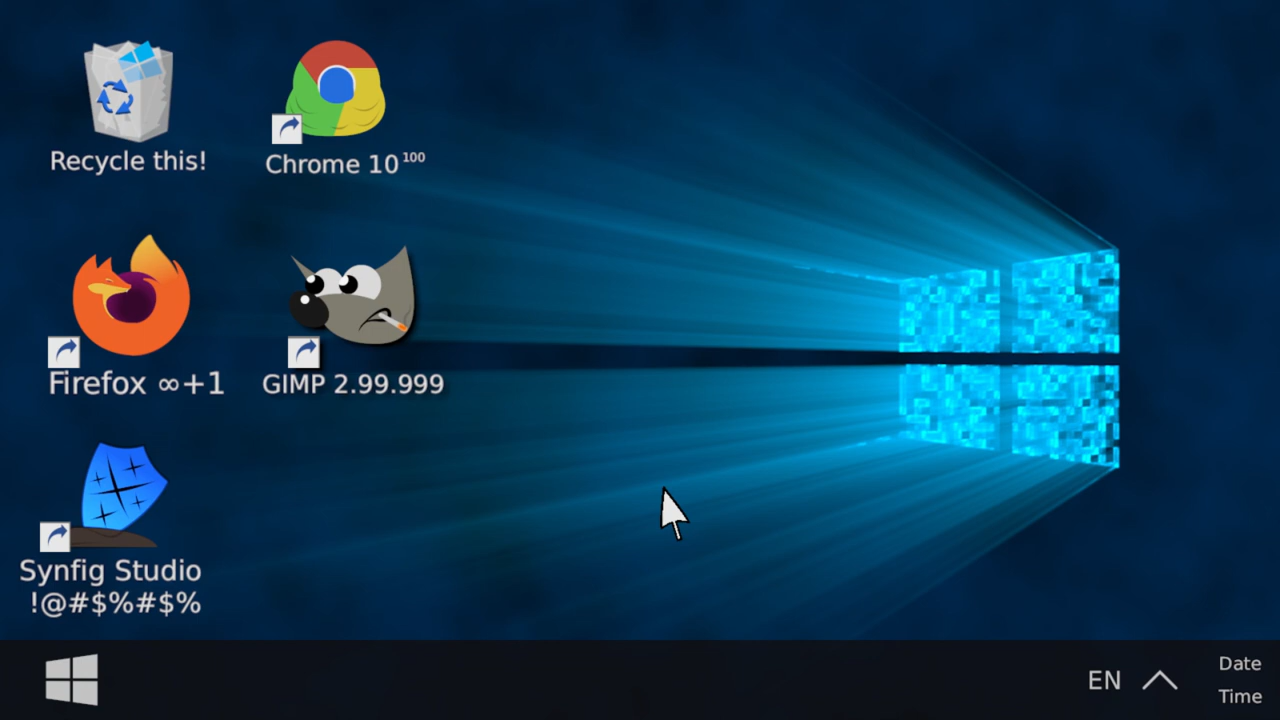 Recycle this!
Chrome 10¹⁰⁰
Firefox ∞+1
GIMP 2.99.999
Synfig Studio
!@#$%#$%
EN
Date
Time